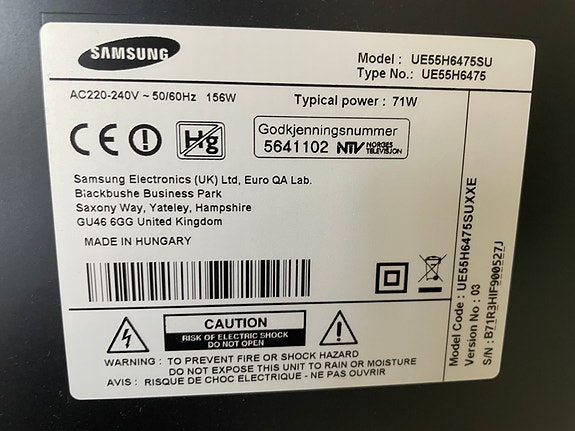 SAMSUNG
Model : UE55H6475SU
Type No.: UE55H6475
AC220-240V ~ 50/60Hz 156W
Typical power : 71W
CE
Hg
Godkjenningsnummer
5641102 NTV NORGES TELEVISJON
Samsung Electronics (UK) Ltd, Euro QA Lab.
Blackbushe Business Park
Saxony Way, Yateley, Hampshire
GU46 6GG United Kingdom
MADE IN HUNGARY
CAUTION
RISK OF ELECTRIC SHOCK
DO NOT OPEN
WARNING : TO PREVENT FIRE OR SHOCK HAZARD
DO NOT EXPOSE THIS UNIT TO RAIN OR MOISTURE
AVIS : RISQUE DE CHOC ELECTRIQUE - NE PAS OUVRIR
Model Code : UE55H6475SUXXE
Version No : 03
S/N : B71R3HIF900527J